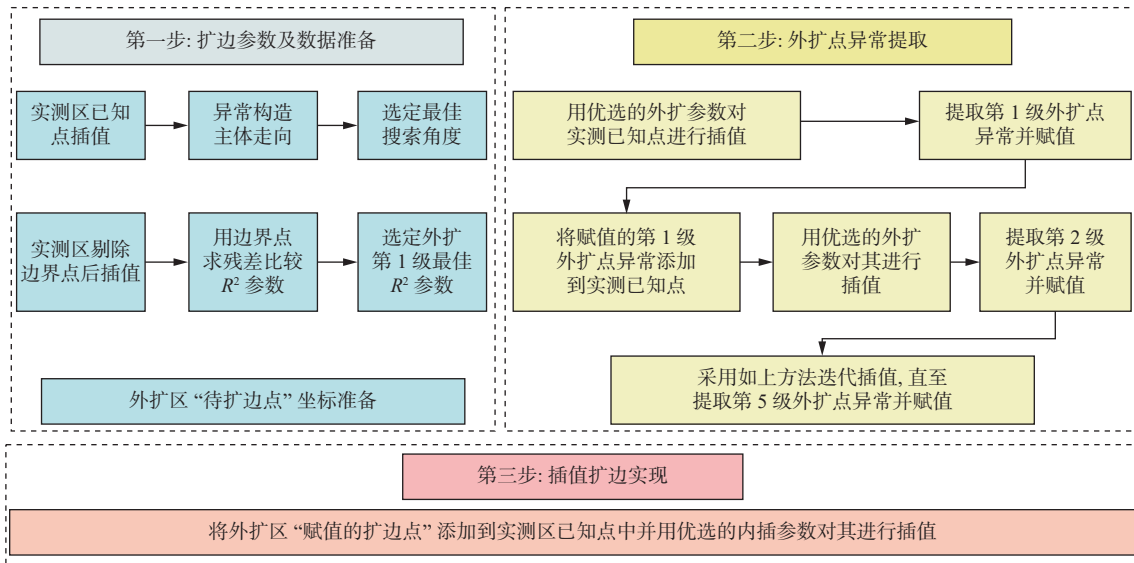 第一步: 扩边参数及数据准备
实测区已知
点插值
异常构造
主体走向
选定最佳
搜索角度
实测区剔除
边界点后插值
用边界点
求残差比较
R² 参数
选定外扩
第 1 级最佳
R² 参数
外扩区 “待扩边点” 坐标准备
第二步: 外扩点异常提取
用优选的外扩参数对
实测已知点进行插值
提取第 1 级外扩点
异常并赋值
将赋值的第 1 级
外扩点异常添加
到实测已知点
用优选的外扩
参数对其进行
插值
提取第 2 级
外扩点异常
并赋值
采用如上方法迭代插值, 直至
提取第 5 级外扩点异常并赋值
第三步: 插值扩边实现
将外扩区 “赋值的扩边点” 添加到实测区已知点中并用优选的内插参数对其进行插值